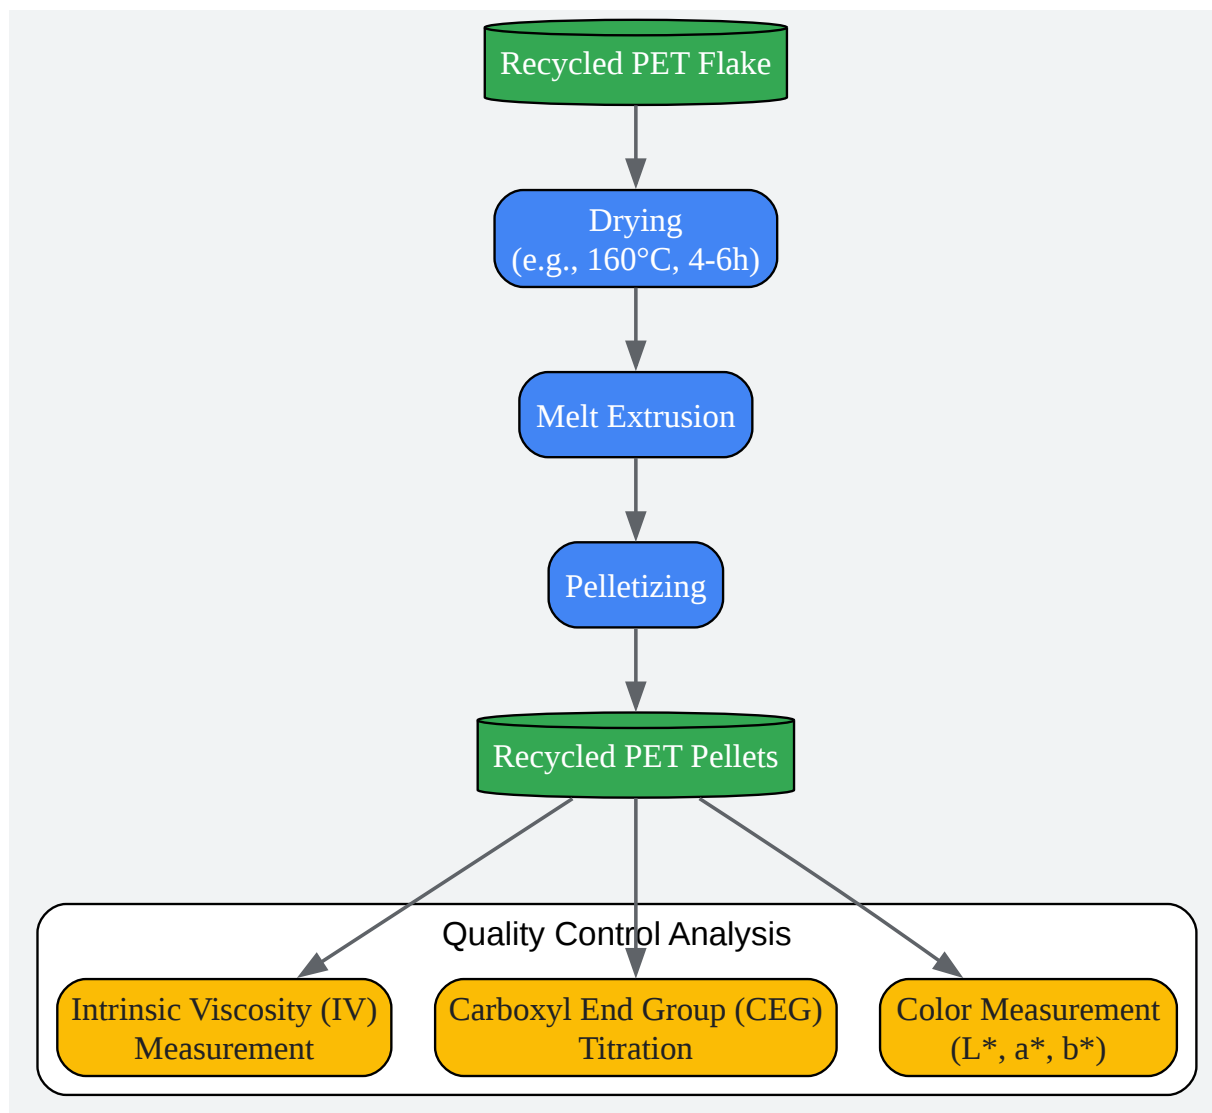 Recycled PET Flake
Drying
(e.g., 160°C, 4-6h)
Melt Extrusion
Pelletizing
Recycled PET Pellets
Quality Control Analysis
Intrinsic Viscosity (IV)
Measurement
Carboxyl End Group (CEG)
Titration
Color Measurement
(L*, a*, b*)